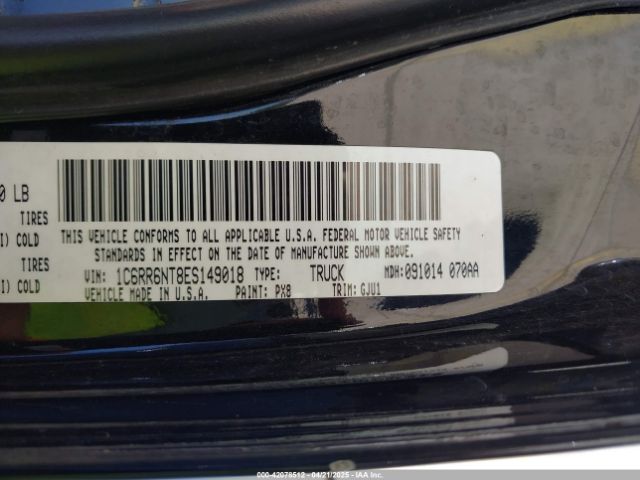 0 LB
TIRES
I) COLD
TIRES
I) COLD
THIS VEHICLE CONFORMS TO ALL APPLICABLE U.S.A. FEDERAL MOTOR VEHICLE SAFETY
STANDARDS IN EFFECT ON THE DATE OF MANUFACTURE SHOWN ABOVE.
VIN: 1C6RR6NT8ES149018 TYPE: TRUCK MDH: 091014 070AA
VEHICLE MADE IN U.S.A. PAINT: PX8 TRIM: GJU1
000-42078512 - 04/21/2025 - IAAI.com